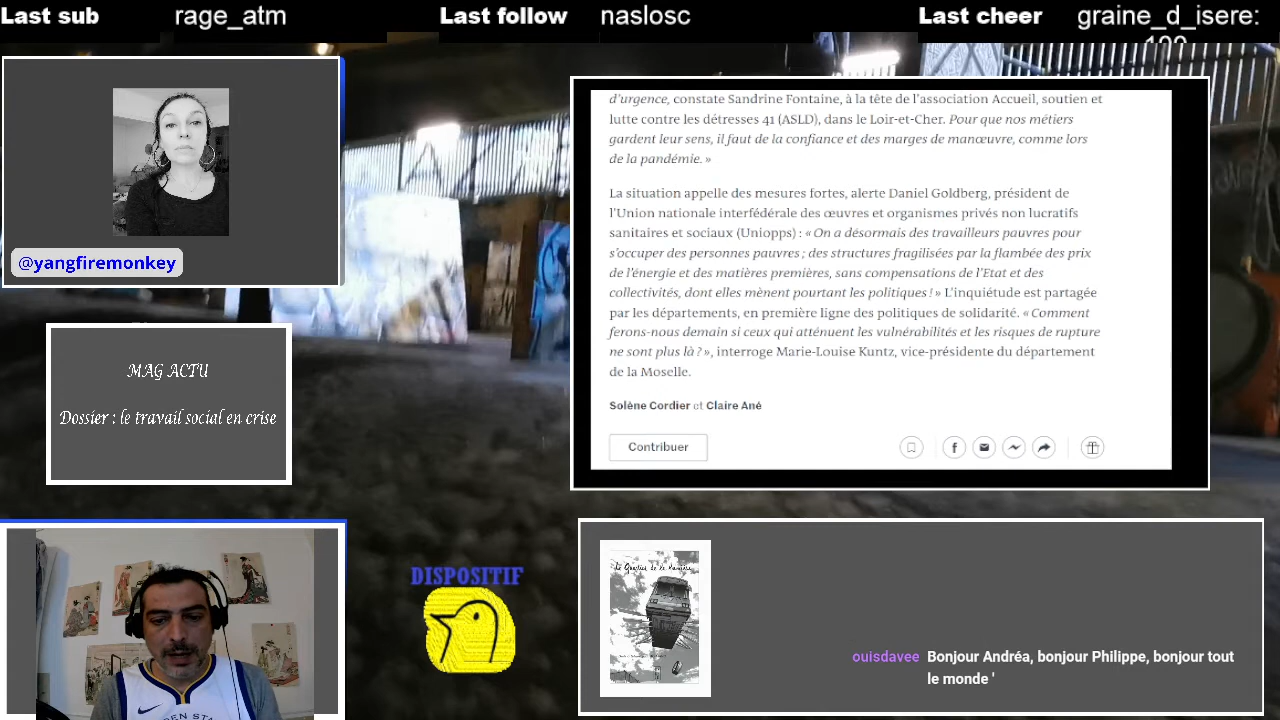 Last sub
rage_atm
Last follow
naslosc
Last cheer
graine_d_isere:
100
@yangfiremonkey
MAG ACTU
Dossier : le travail social en crise
d'urgence, constate Sandrine Fontaine, à la tête de l'association Accueil, soutien et
lutte contre les détresses 41 (ASLD), dans le Loir-et-Cher. Pour que nos métiers
gardent leur sens, il faut de la confiance et des marges de manœuvre, comme lors
de la pandémie. »
La situation appelle des mesures fortes, alerte Daniel Goldberg, président de
l'Union nationale interfédérale des œuvres et organismes privés non lucratifs
sanitaires et sociaux (Uniopps) : « On a désormais des travailleurs pauvres pour
s'occuper des personnes pauvres ; des structures fragilisées par la flambée des prix
de l'énergie et des matières premières, sans compensations de l'Etat et des
collectivités, dont elles mènent pourtant les politiques ! » L'inquiétude est partagée
par les départements, en première ligne des politiques de solidarité. « Comment
ferons-nous demain si ceux qui atténuent les vulnérabilités et les risques de rupture
ne sont plus là ? », interroge Marie-Louise Kuntz, vice-présidente du département
de la Moselle.
Solène Cordier et Claire Ané
Contribuer
DISPOSITIF
ouisdavee Bonjour Andréa, bonjour Philippe, bonjour tout
le monde '